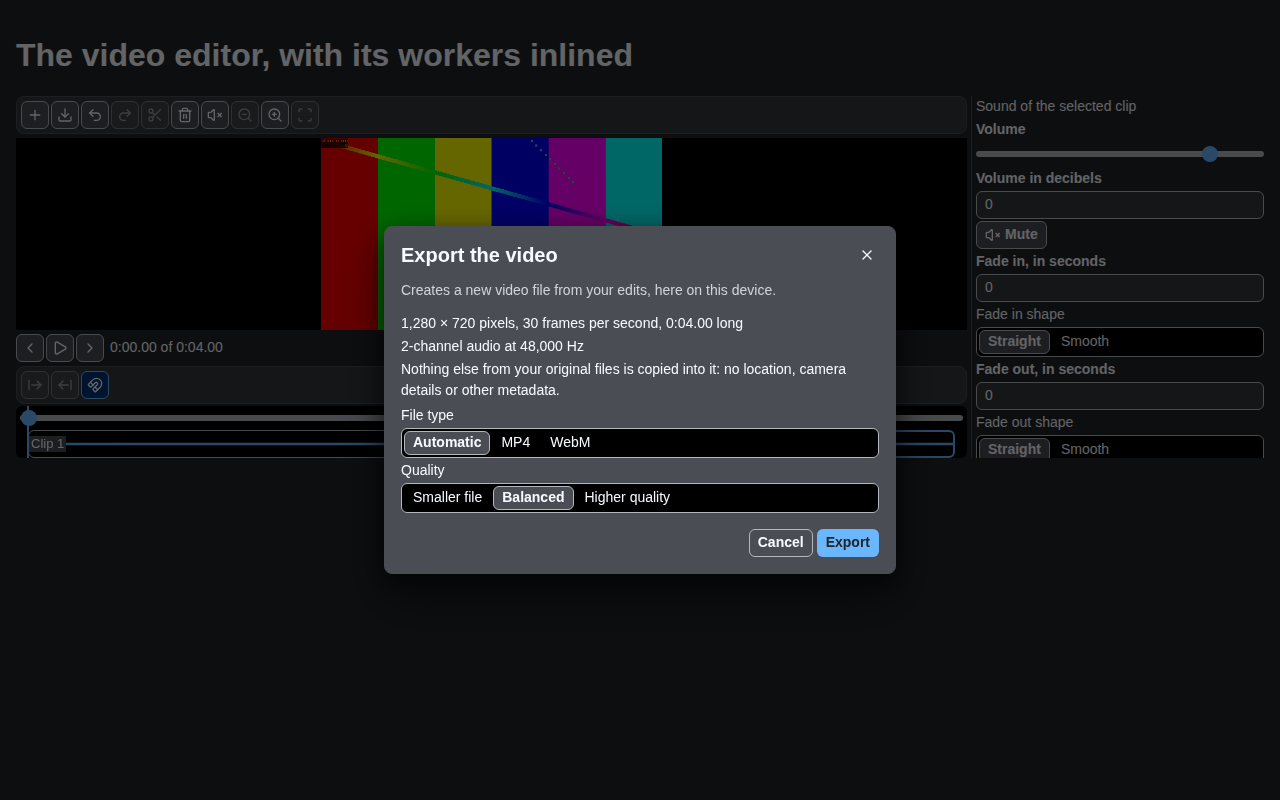 The video editor, with its workers inlined
Sound of the selected clip
Volume
Volume in decibels
0
Mute
Fade in, in seconds
0
Fade in shape
Straight Smooth
Fade out, in seconds
0
Fade out shape
Straight Smooth
0:00.00 of 0:04.00
Clip 1
Export the video
Creates a new video file from your edits, here on this device.
1,280 × 720 pixels, 30 frames per second, 0:04.00 long
2-channel audio at 48,000 Hz
Nothing else from your original files is copied into it: no location, camera
details or other metadata.
File type
Automatic MP4 WebM
Quality
Smaller file Balanced Higher quality
Cancel Export